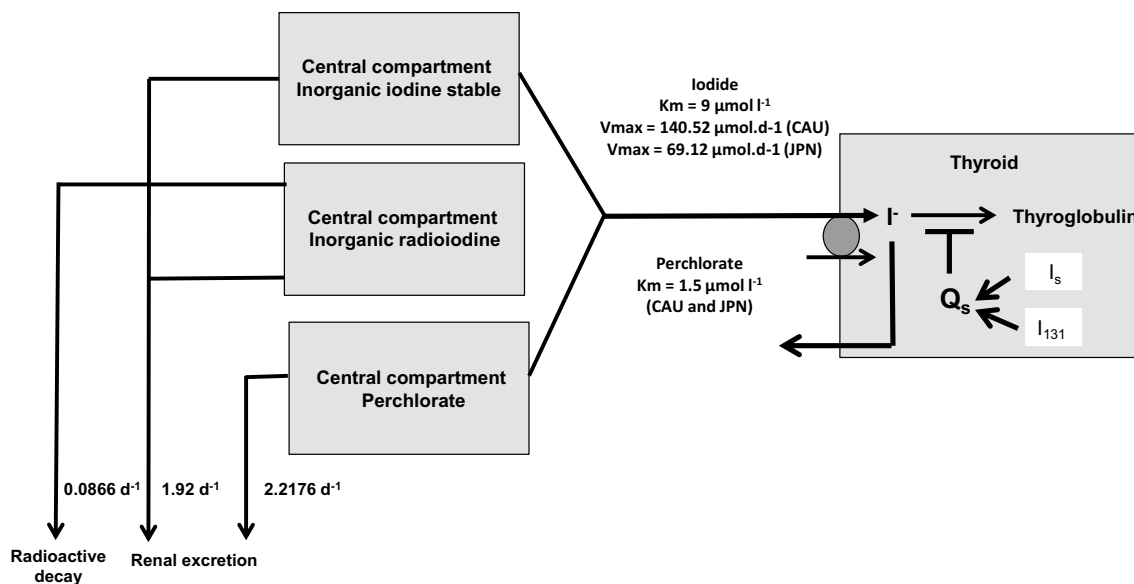 Central compartment
Inorganic iodine stable
Central compartment
Inorganic radioiodine
Central compartment
Perchlorate
Iodide
Km = 9 µmol l⁻¹
Vmax = 140.52 µmol.d-1 (CAU)
Vmax = 69.12 µmol.d-1 (JPN)
Perchlorate
Km = 1.5 µmol l⁻¹
(CAU and JPN)
Thyroid
I⁻
Thyroglobulin
Qₛ
Iₛ
I₁₃₁
0.0866 d⁻¹
1.92 d⁻¹
2.2176 d⁻¹
Radioactive
decay
Renal excretion